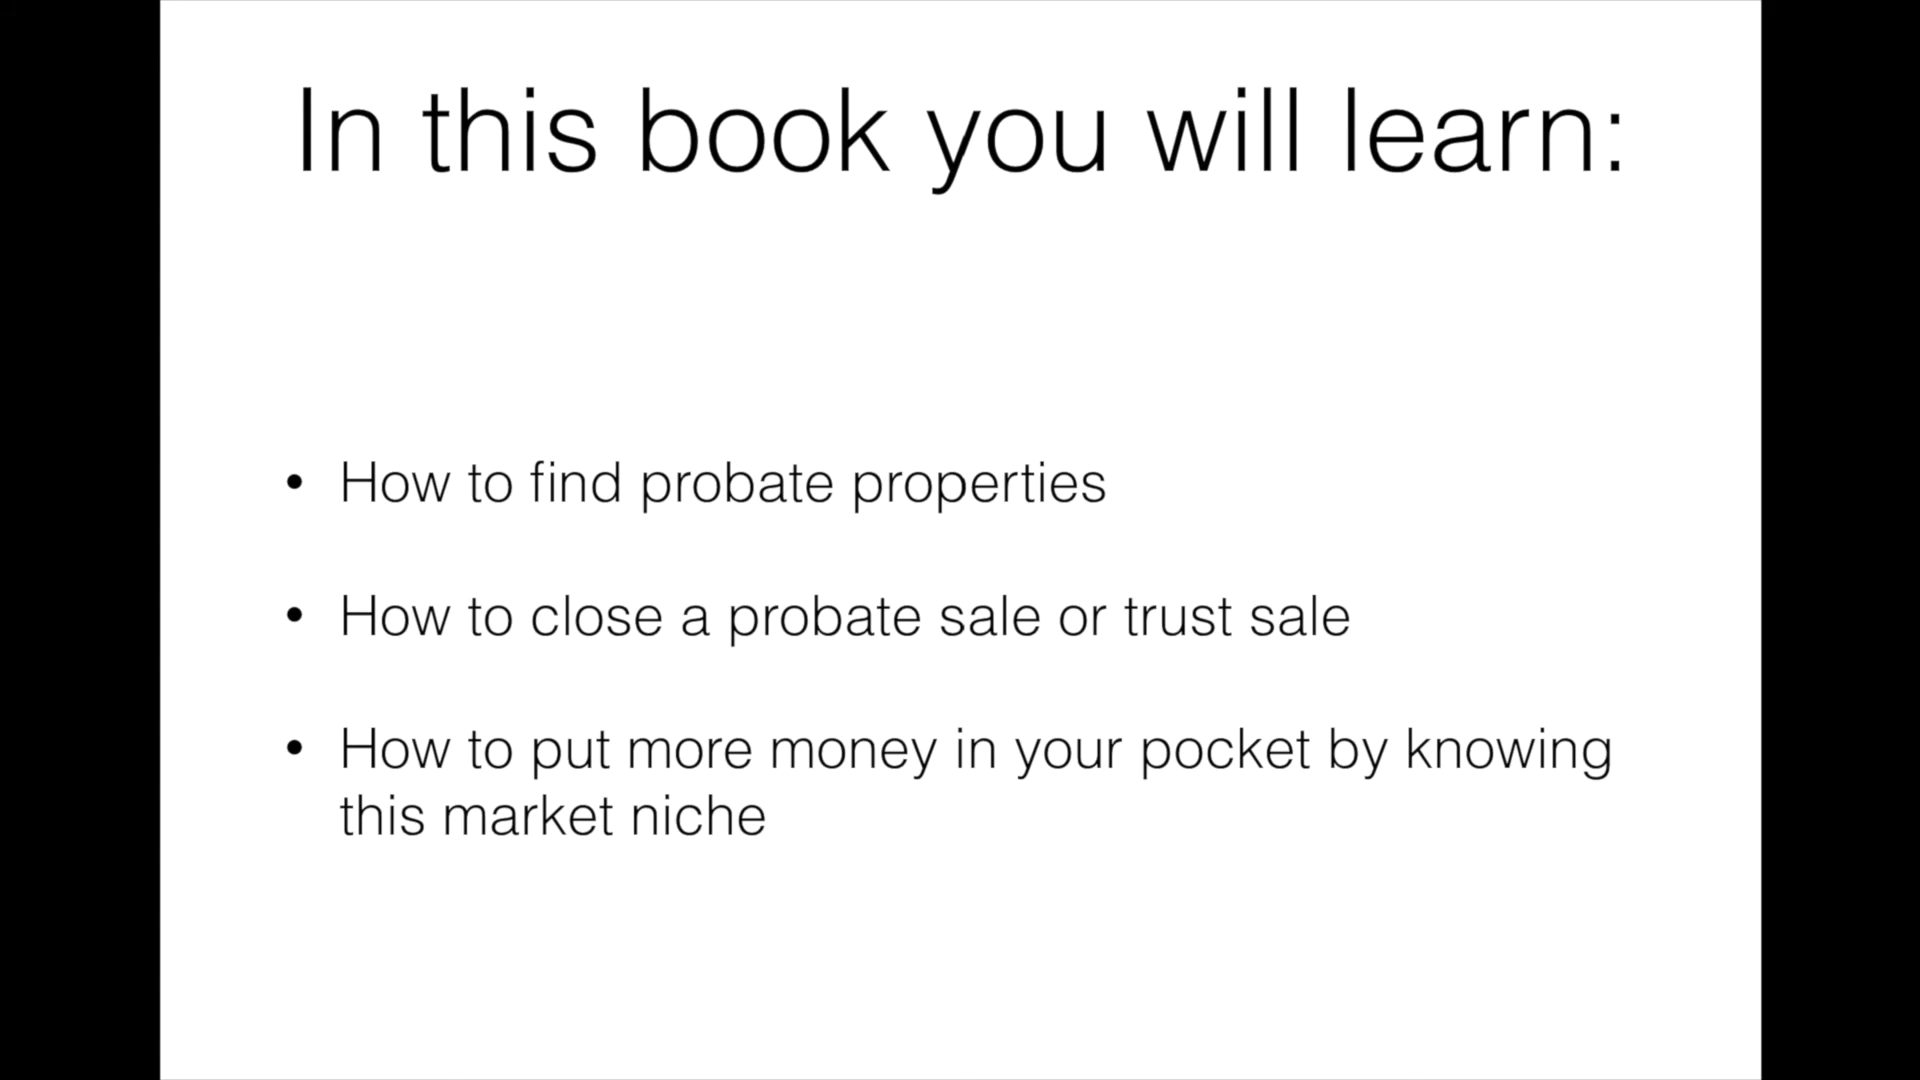 In this book you will learn:
• How to find probate properties
• How to close a probate sale or trust sale
• How to put more money in your pocket by knowing
this market niche